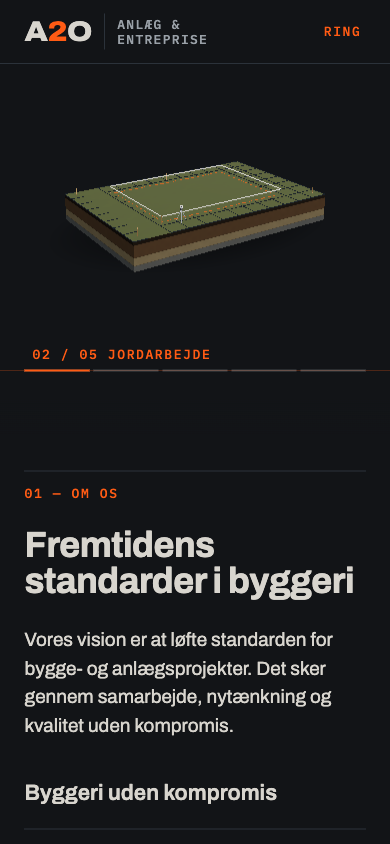 A2O
ANLÆG &
ENTREPRISE
RING
02 / 05 JORDARBEJDE
01 — OM OS
Fremtidens
standarder i byggeri
Vores vision er at løfte standarden for
bygge- og anlægsprojekter. Det sker
gennem samarbejde, nytænkning og
kvalitet uden kompromis.
Byggeri uden kompromis